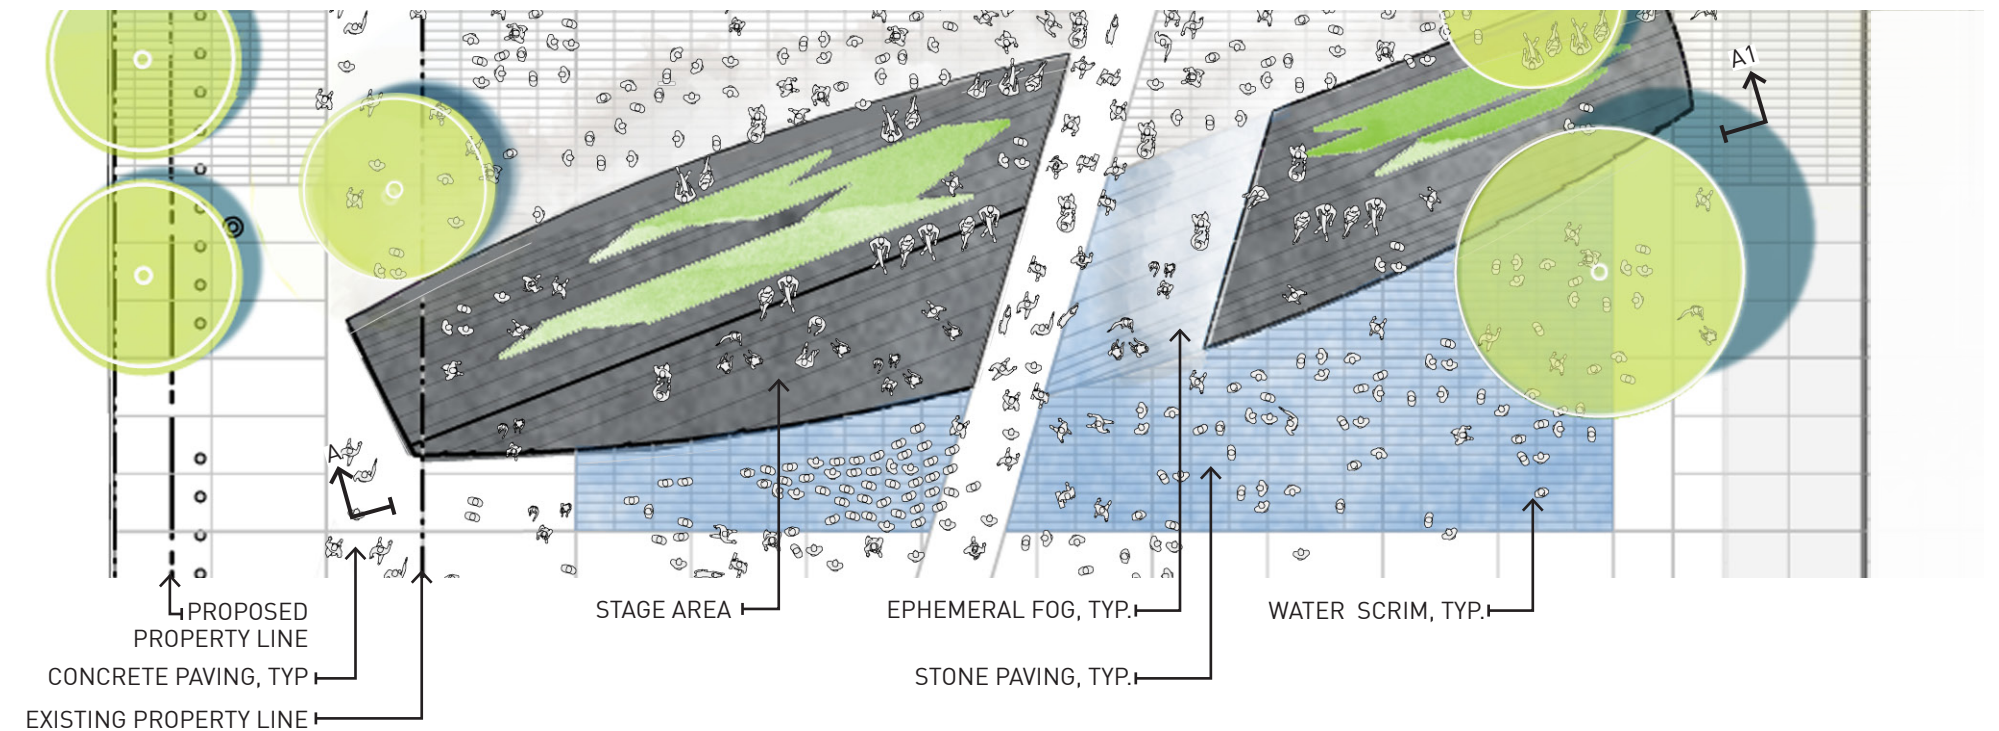 A1
A
PROPOSED
PROPERTY LINE
STAGE AREA
EPHEMERAL FOG, TYP.
WATER SCRIM, TYP.
CONCRETE PAVING, TYP
STONE PAVING, TYP.
EXISTING PROPERTY LINE